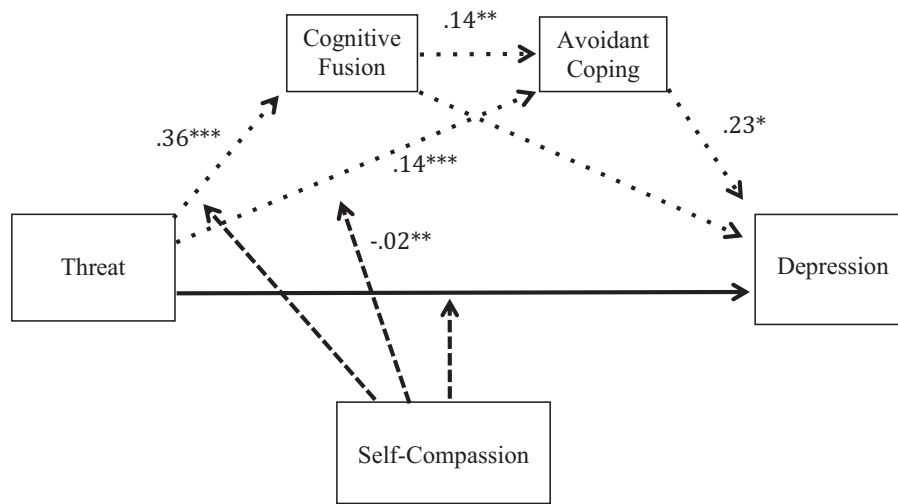 .14**
Cognitive
Fusion
Avoidant
Coping
.36***
.23*
.14***
Threat
-.02**
Depression
Self-Compassion